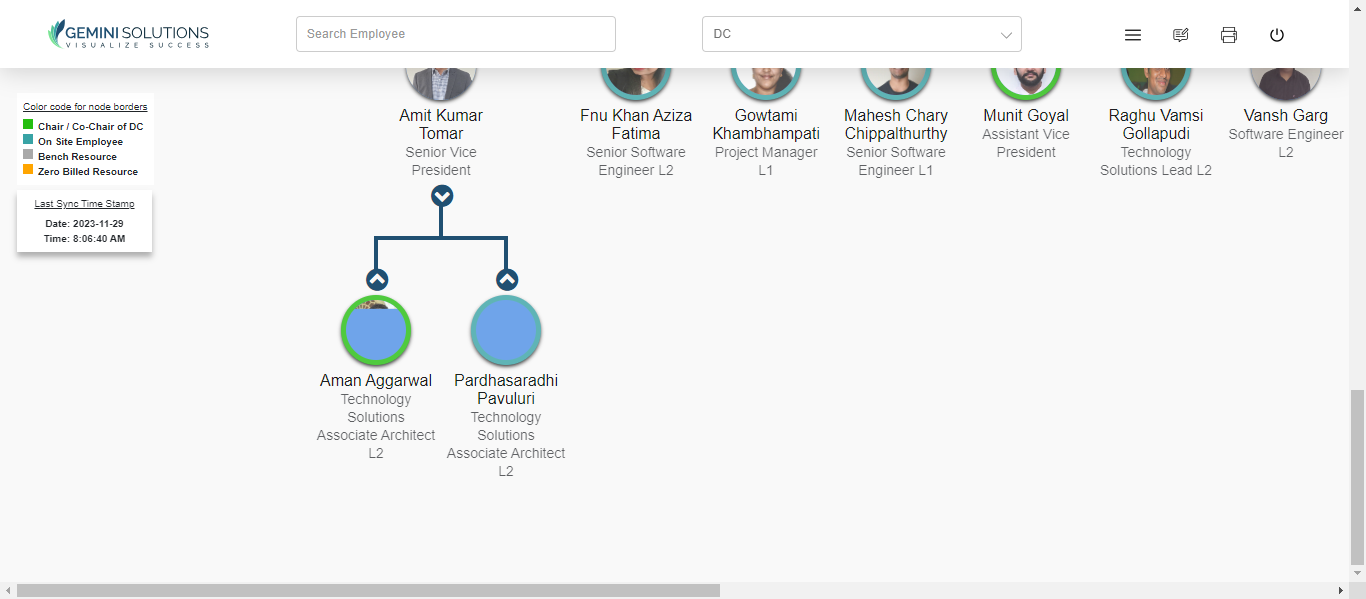 GEMINI SOLUTIONS
VISUALIZE SUCCESS
Search Employee
DC
Color code for node borders
Chair / Co-Chair of DC
On Site Employee
Bench Resource
Zero Billed Resource
Last Sync Time Stamp
Date: 2023-11-29
Time: 8:06:40 AM
Amit Kumar
Tomar
Senior Vice
President
Fnu Khan Aziza
Fatima
Senior Software
Engineer L2
Gowtami
Khambhampati
Project Manager
L1
Mahesh Chary
Chippalthurthy
Senior Software
Engineer L1
Munit Goyal
Assistant Vice
President
Raghu Vamsi
Gollapudi
Technology
Solutions Lead L2
Vansh Garg
Software Engineer
L2
Aman Aggarwal
Technology
Solutions
Associate Architect
L2
Pardhasaradhi
Pavuluri
Technology
Solutions
Associate Architect
L2